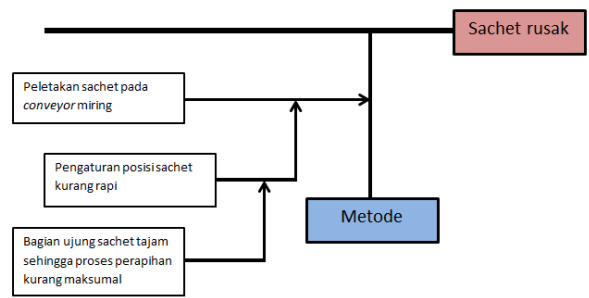 Sachet rusak
Peletakan sachet pada
conveyor miring
Pengaturan posisi sachet
kurang rapi
Metode
Bagian ujung sachet tajam
sehingga proses perapihan
kurang maksumal